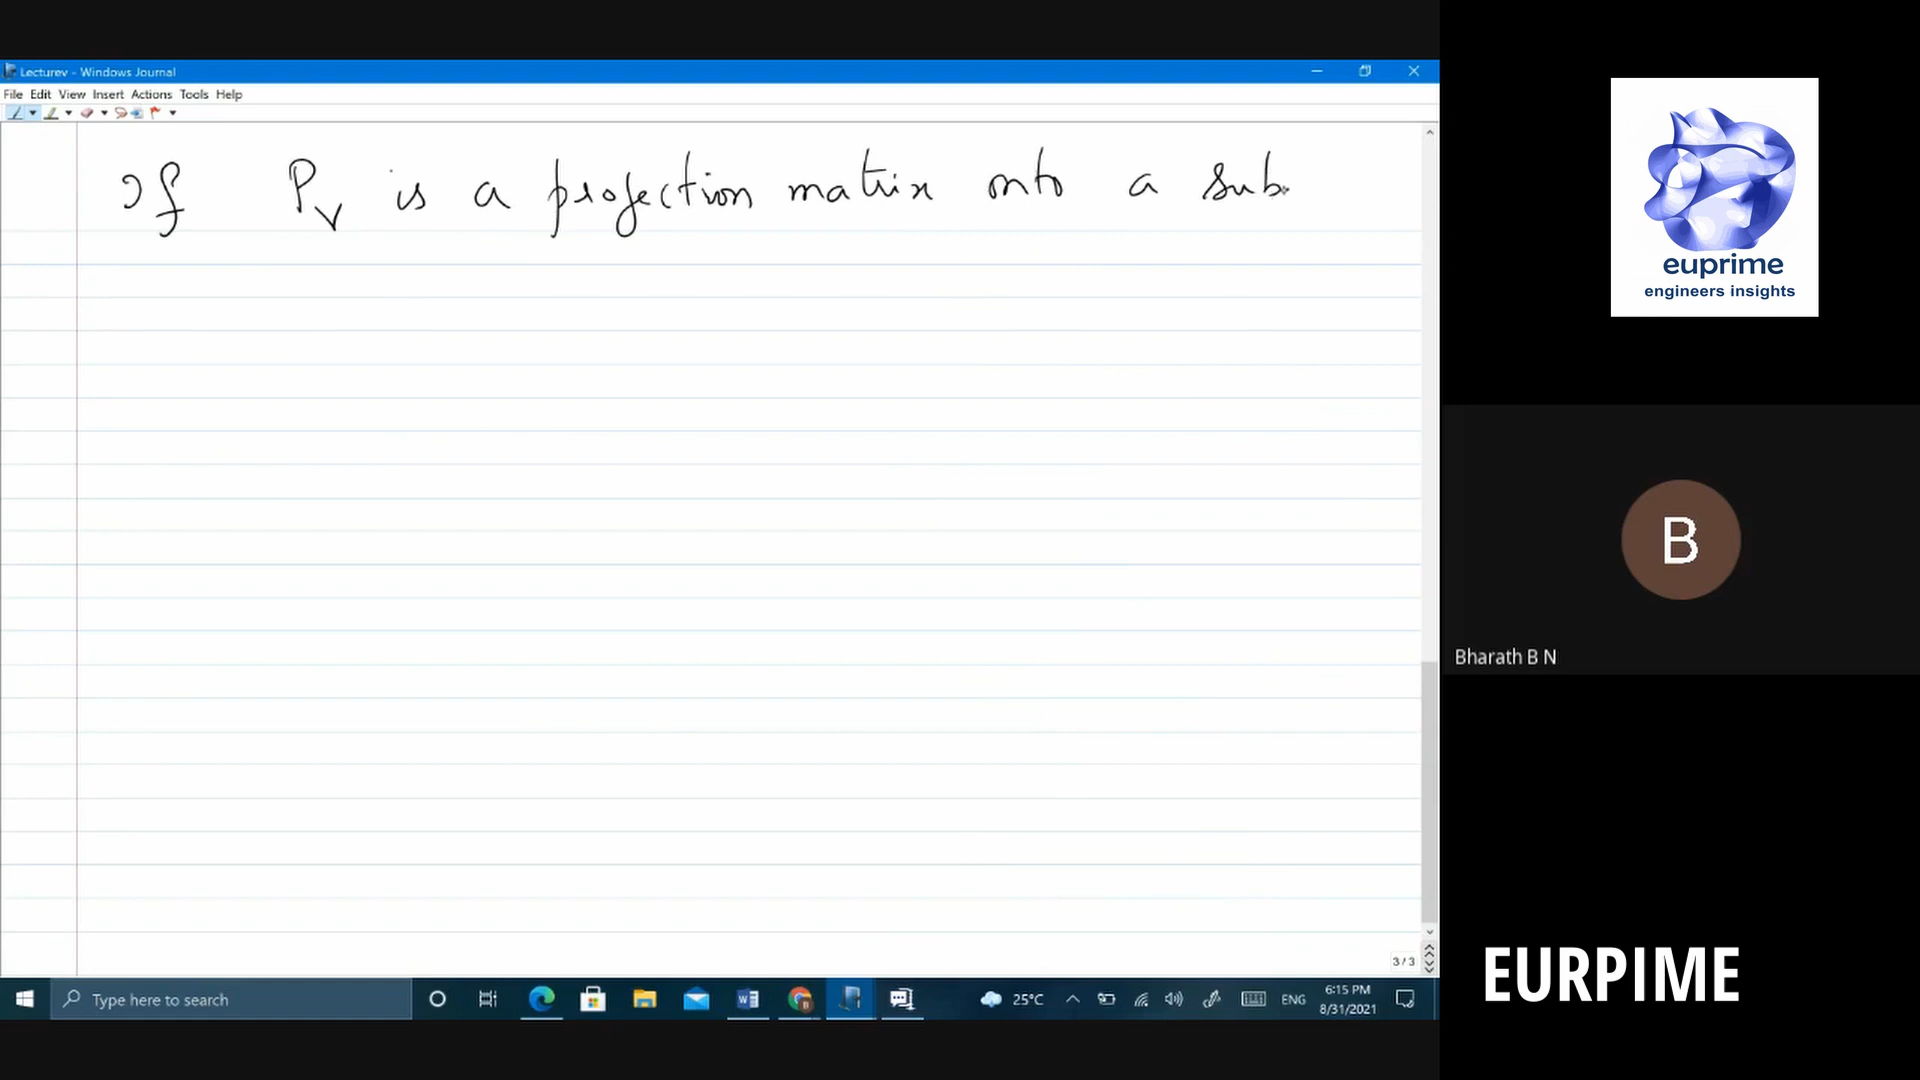 Lecturev - Windows Journal
File Edit View Insert Actions Tools Help
If P_V is a projection matrix onto a sub
3 / 3
Type here to search
25°C
ENG
6:15 PM
8/31/2021
euprime
engineers insights
B
Bharath B N
EURPIME